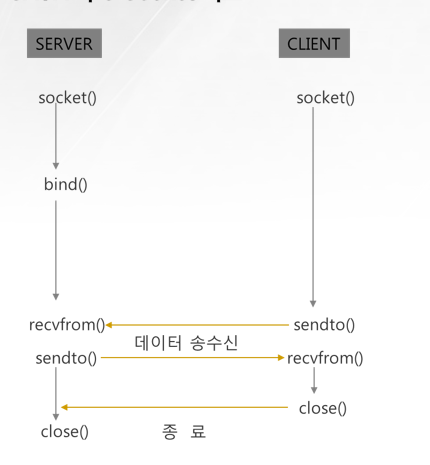 SERVER
CLIENT
socket()
socket()
bind()
recvfrom()
sendto()
데이터 송수신
sendto()
recvfrom()
close()
close()
종 료